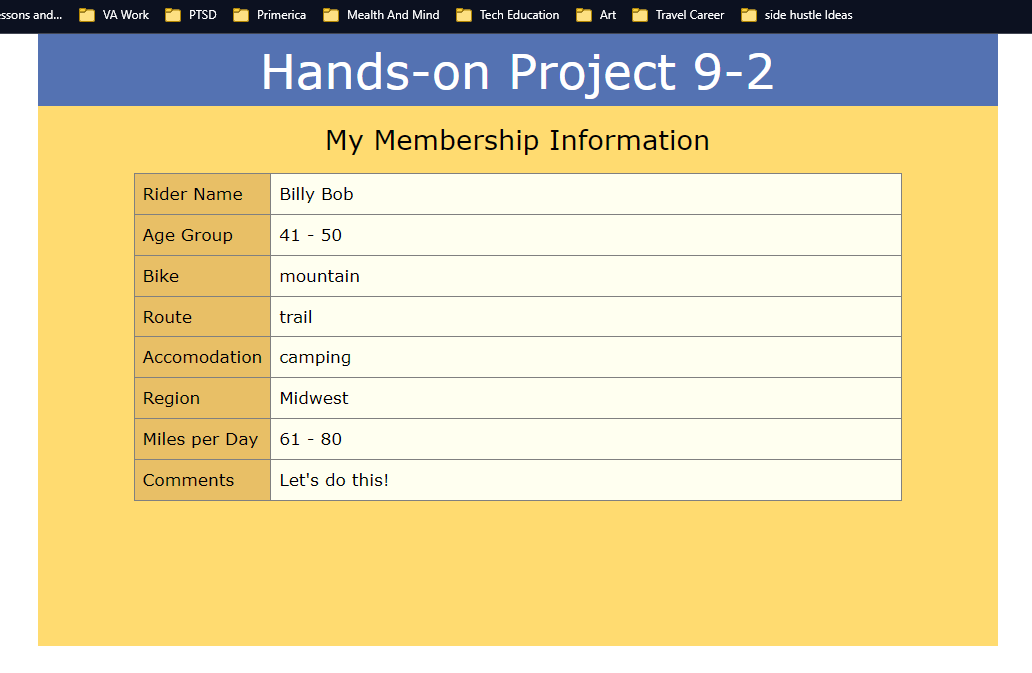 essons and... VA Work PTSD Primerica Mealth And Mind Tech Education Art Travel Career side hustle Ideas
Hands-on Project 9-2
My Membership Information
Rider Name Billy Bob
Age Group 41 - 50
Bike mountain
Route trail
Accomodation camping
Region Midwest
Miles per Day 61 - 80
Comments Let's do this!